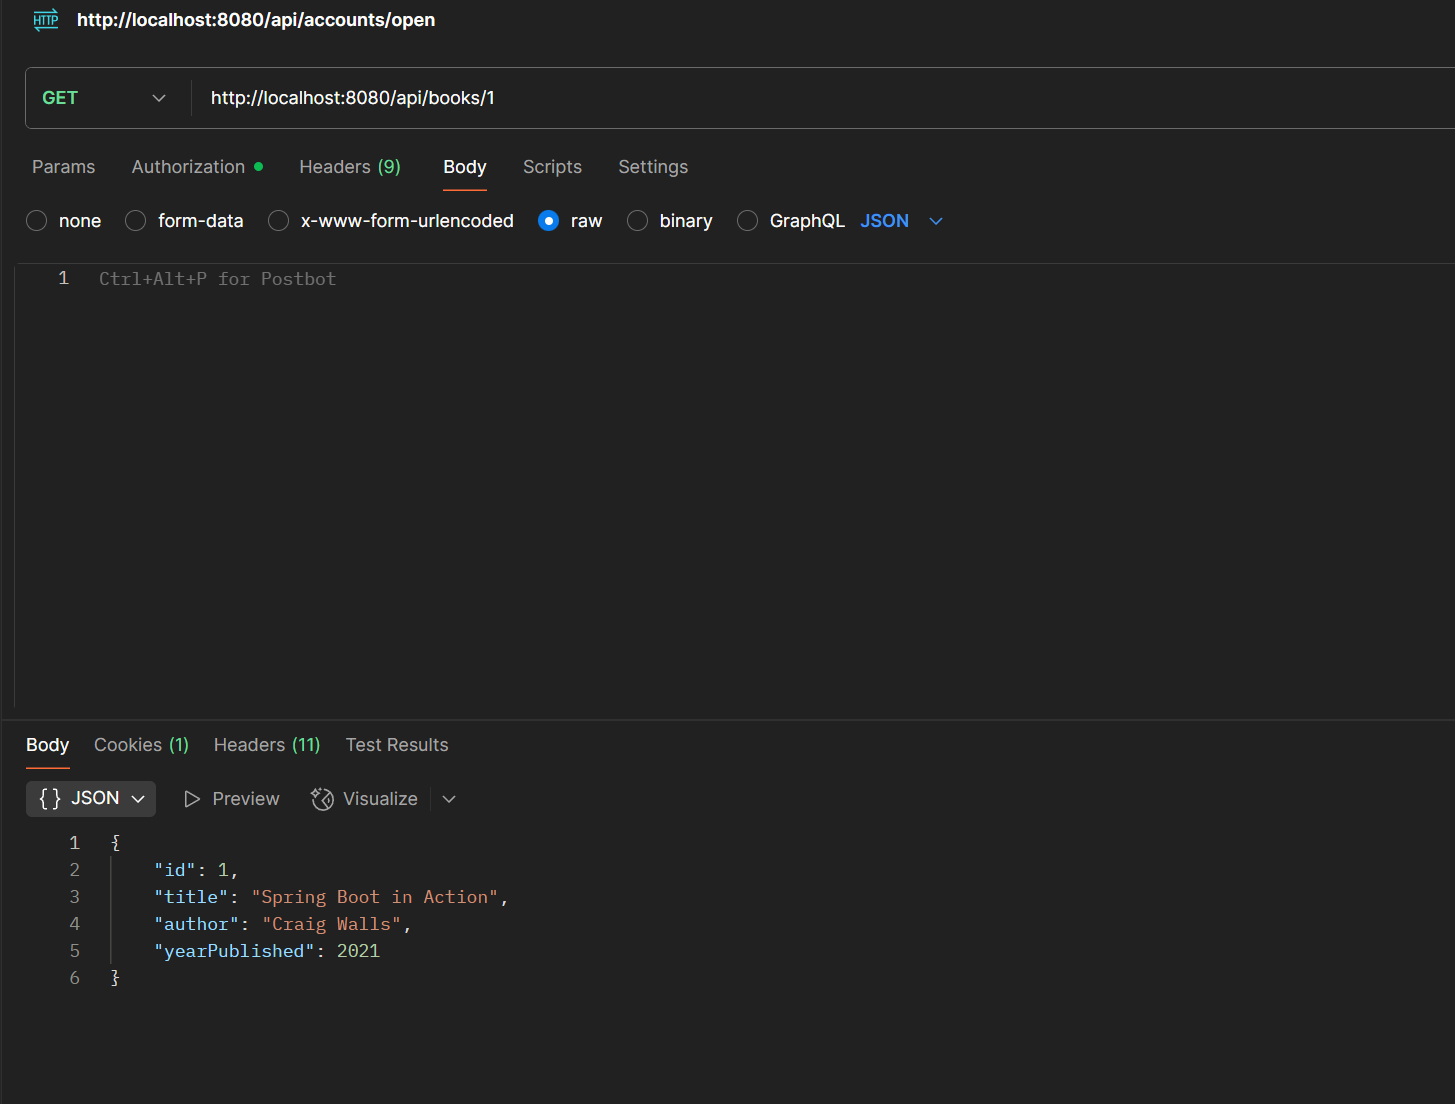 HTTP http://localhost:8080/api/accounts/open
GET http://localhost:8080/api/books/1
Params Authorization Headers (9) Body Scripts Settings
none form-data x-www-form-urlencoded raw binary GraphQL JSON
1 Ctrl+Alt+P for Postbot
Body Cookies (1) Headers (11) Test Results
{} JSON Preview Visualize
1 {
2 "id": 1,
3 "title": "Spring Boot in Action",
4 "author": "Craig Walls",
5 "yearPublished": 2021
6 }